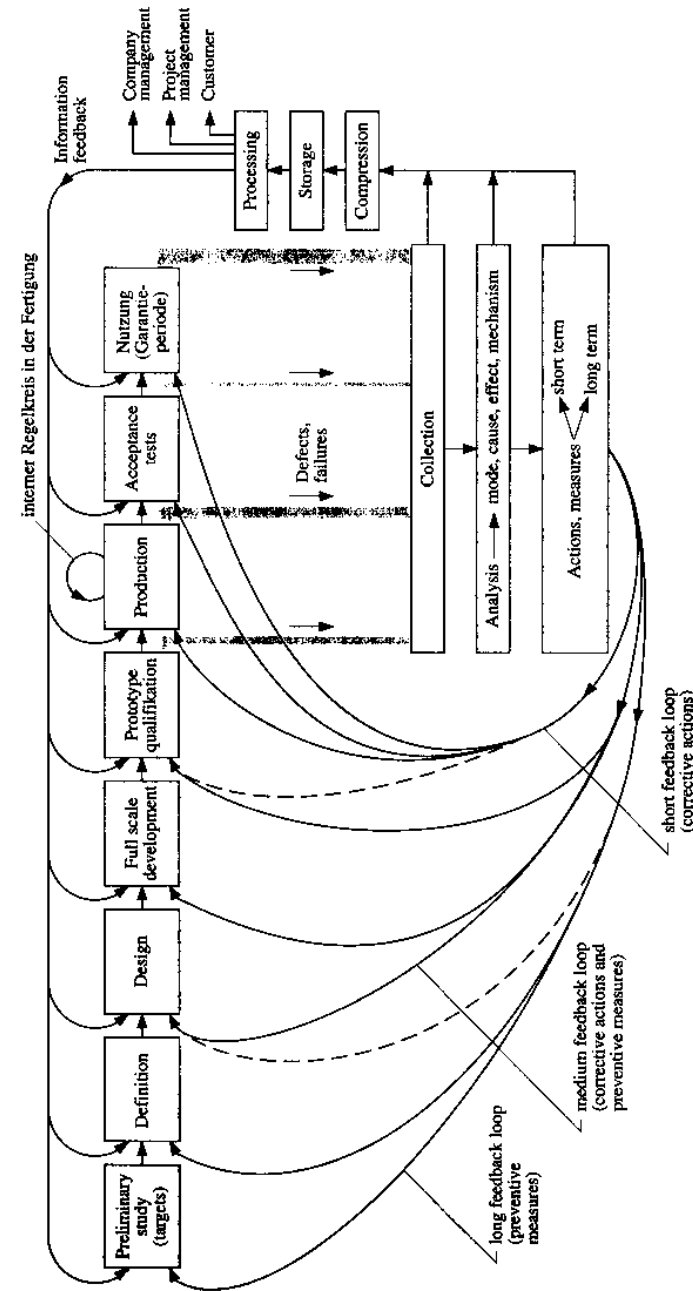 interner Regelkreis in der Fertigung
Information
feedback
Company
management
Project
management
Customer
Preliminary
study
(targets)
Definition
Design
Full scale
development
Prototype
qualifikation
Production
Acceptance
tests
Nutzung
(Garantie-
periode)
Processing
Storage
Compression
Defects,
failures
Collection
Analysis
mode, cause, effect, mechanism
Actions, measures
short term
long term
long feedback loop
(preventive
measures)
medium feedback loop
(corrective actions and
preventive measures)
short feedback loop
(corrective actions)